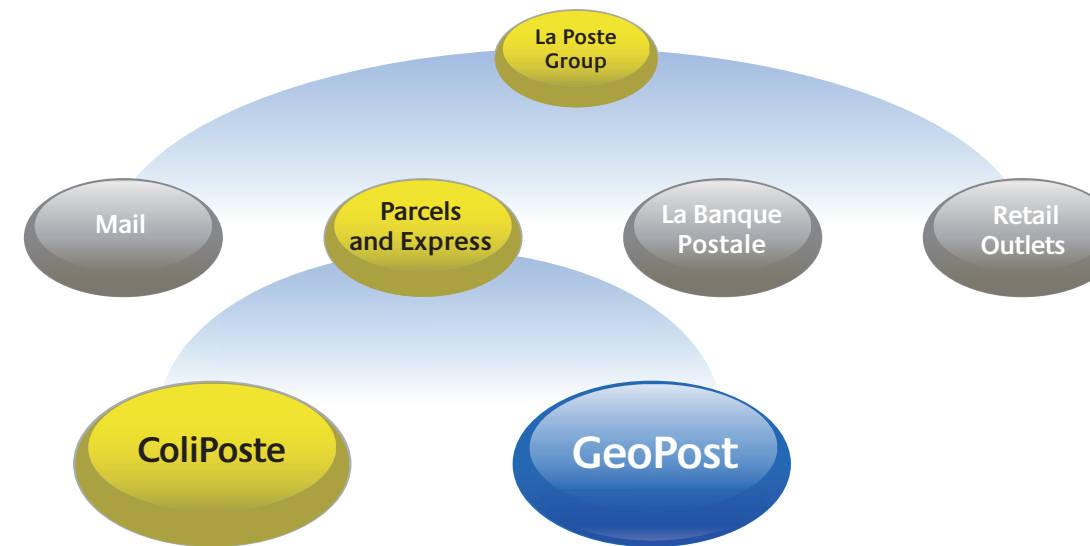 La Poste
Group
Mail
Parcels
and Express
La Banque
Postale
Retail
Outlets
ColiPoste
GeoPost